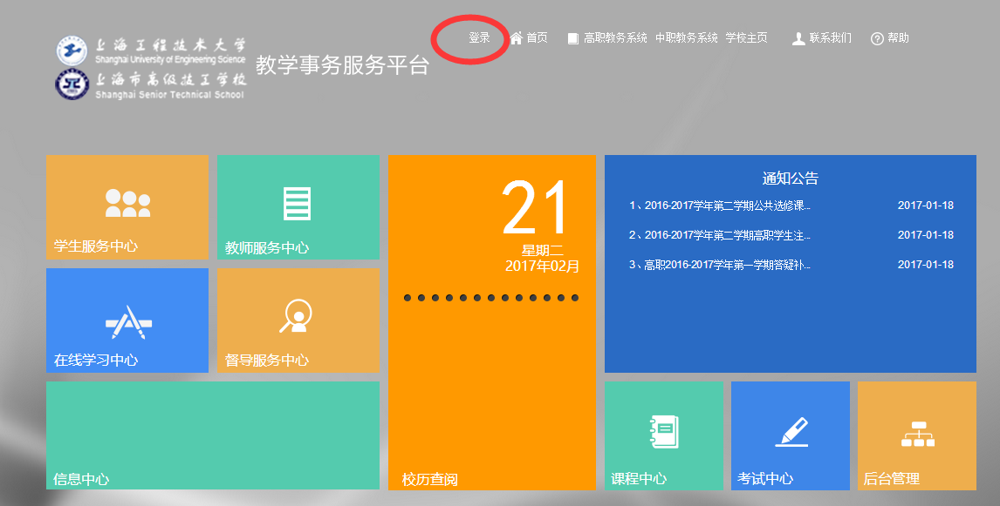 登录 首页 高职教务系统 中职教务系统 学校主页 联系我们 帮助
上海工程技术大学
Shanghai University of Engineering Science
上海市高级技工学校
Shanghai Senior Technical School
教学事务服务平台
学生服务中心
教师服务中心
21
星期二
2017年02月
通知公告
1、2016-2017学年第二学期公共选修课... 2017-01-18
2、2016-2017学年第二学期高职学生注... 2017-01-18
3、高职2016-2017学年第一学期答疑补... 2017-01-18
在线学习中心
督导服务中心
信息中心
校历查阅
课程中心
考试中心
后台管理